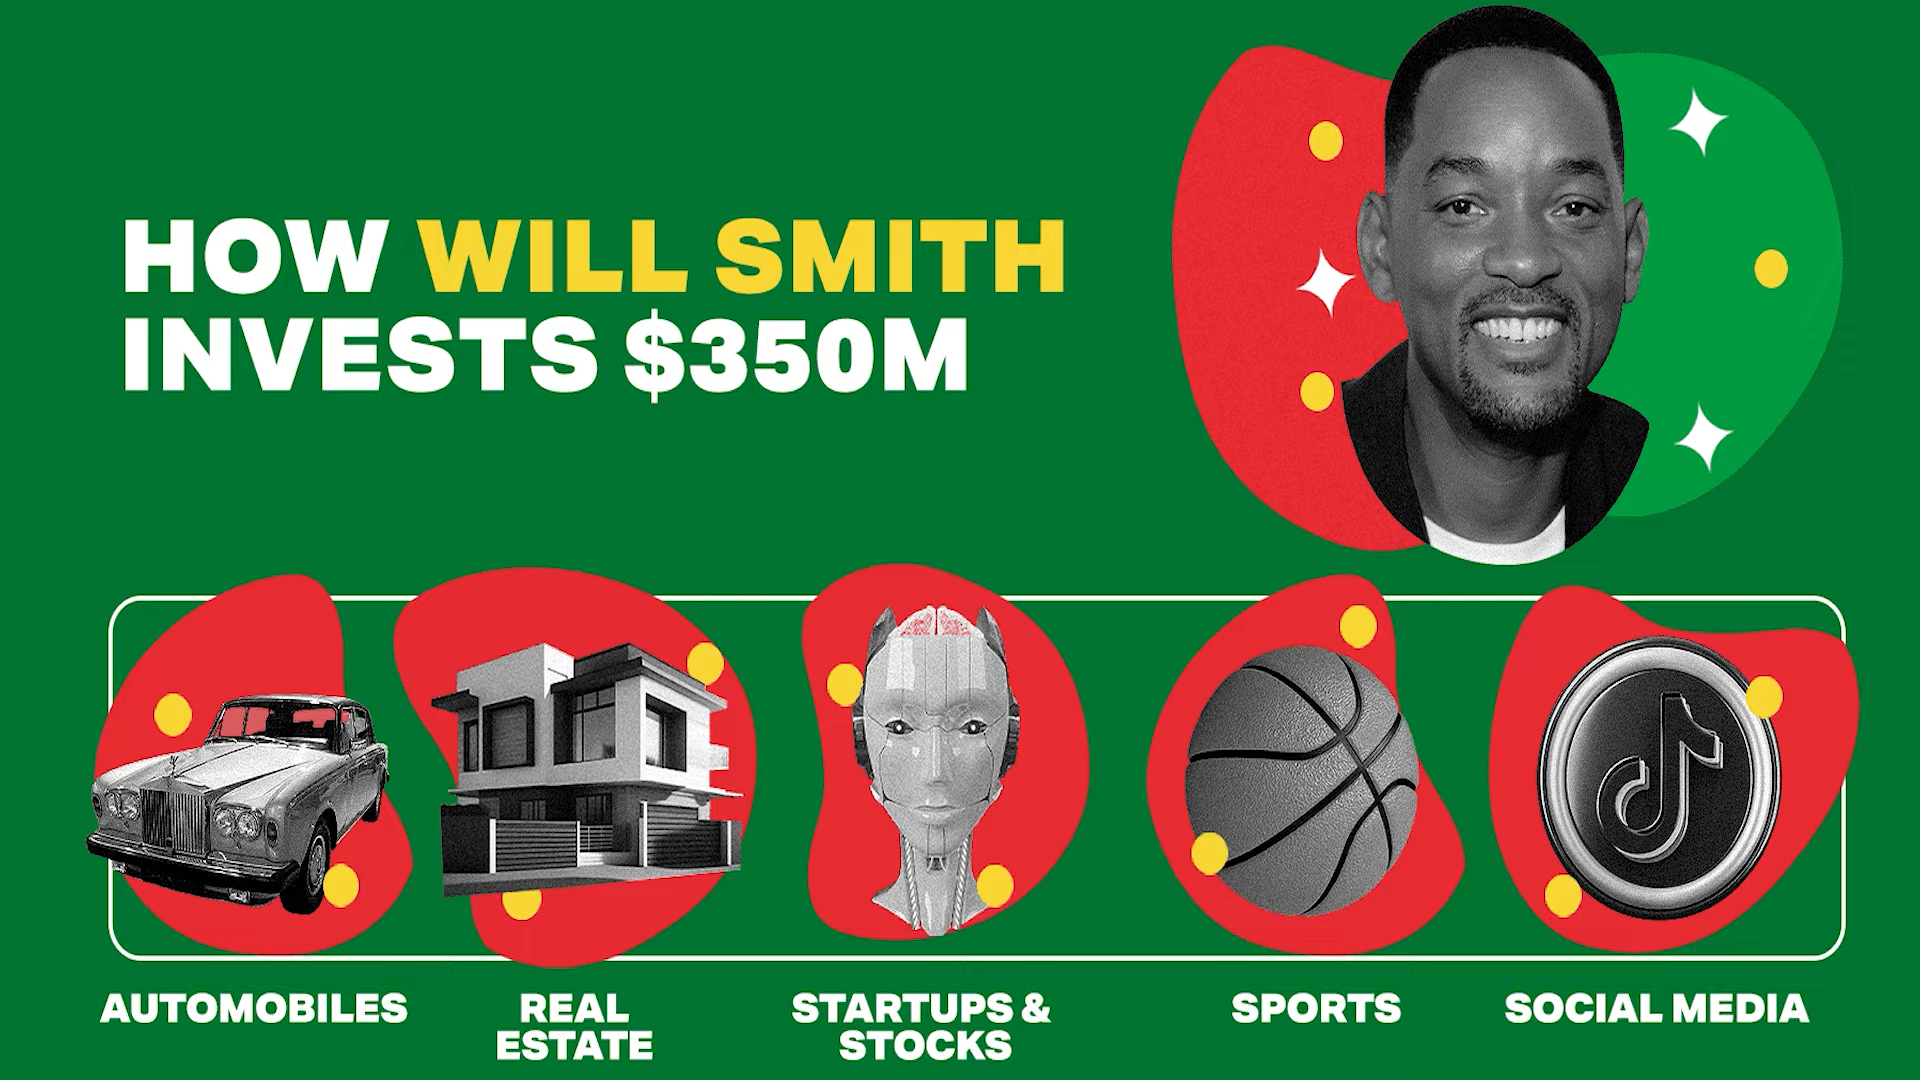 HOW WILL SMITH
INVESTS $350M
AUTOMOBILES
REAL
ESTATE
STARTUPS &
STOCKS
SPORTS
SOCIAL MEDIA